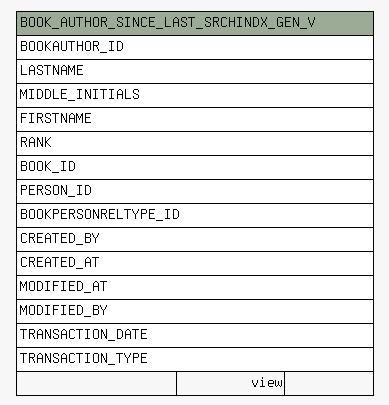 BOOK_AUTHOR_SINCE_LAST_SRCHINDX_GEN_V
BOOKAUTHOR_ID
LASTNAME
MIDDLE_INITIALS
FIRSTNAME
RANK
BOOK_ID
PERSON_ID
BOOKPERSONRELTYPE_ID
CREATED_BY
CREATED_AT
MODIFIED_AT
MODIFIED_BY
TRANSACTION_DATE
TRANSACTION_TYPE
view